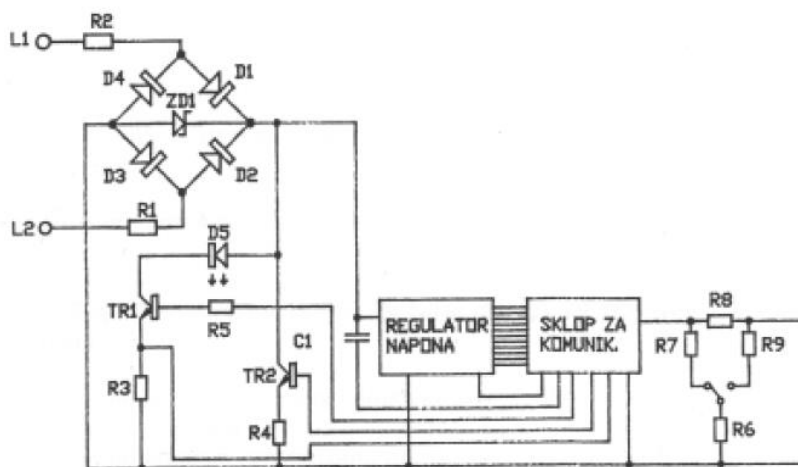 R2
L1
D4
D1
ZD1
D3
D2
R1
L2
D5
TR1
R5
C1
REGULATOR
NAPONA
SKLOP ZA
KOMUNIK.
R8
R7
R9
R3
TR2
R4
R6